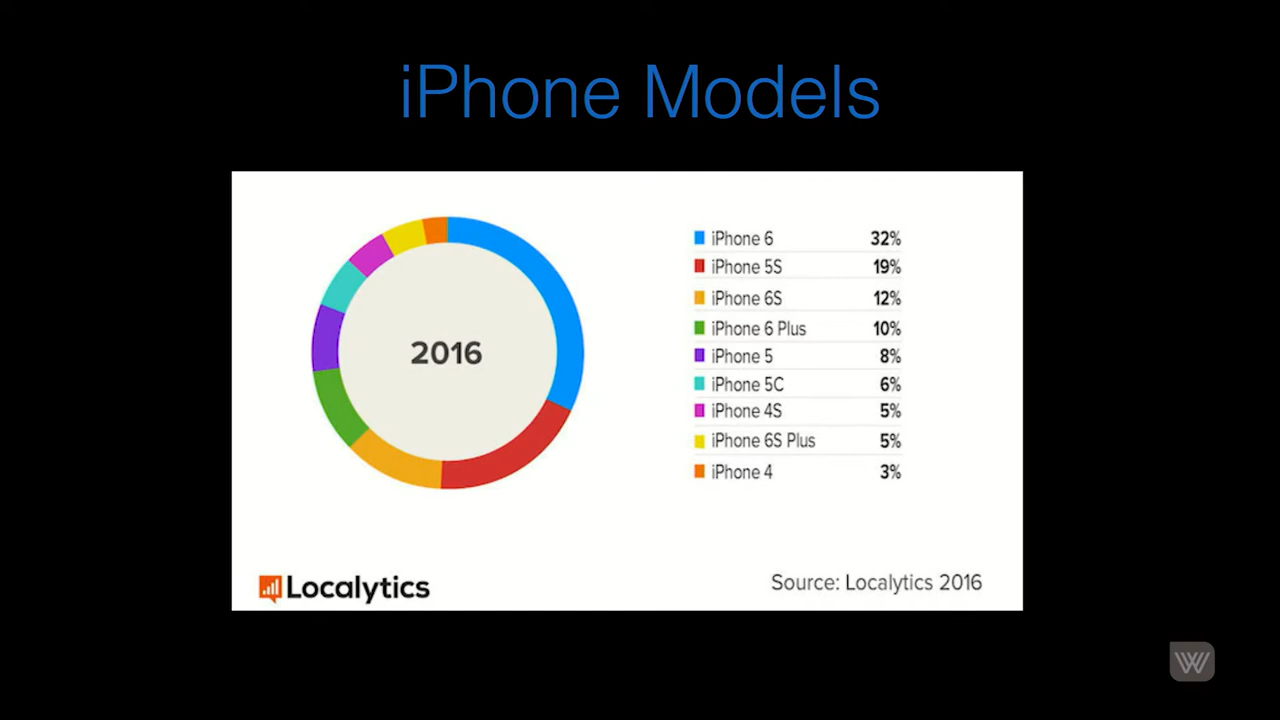 iPhone Models
2016
iPhone 6 32%
iPhone 5S 19%
iPhone 6S 12%
iPhone 6 Plus 10%
iPhone 5 8%
iPhone 5C 6%
iPhone 4S 5%
iPhone 6S Plus 5%
iPhone 4 3%
Localytics
Source: Localytics 2016
W